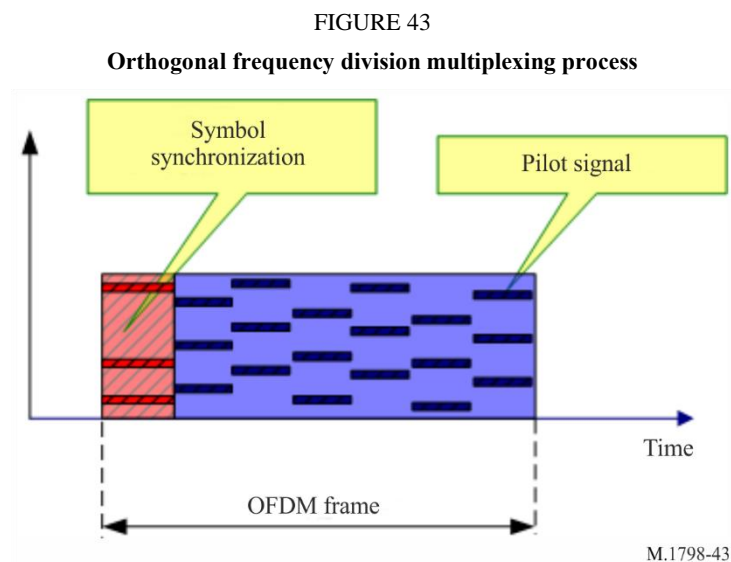 FIGURE 43
Orthogonal frequency division multiplexing process
Symbol
synchronization
Pilot signal
Time
OFDM frame
M.1798-43